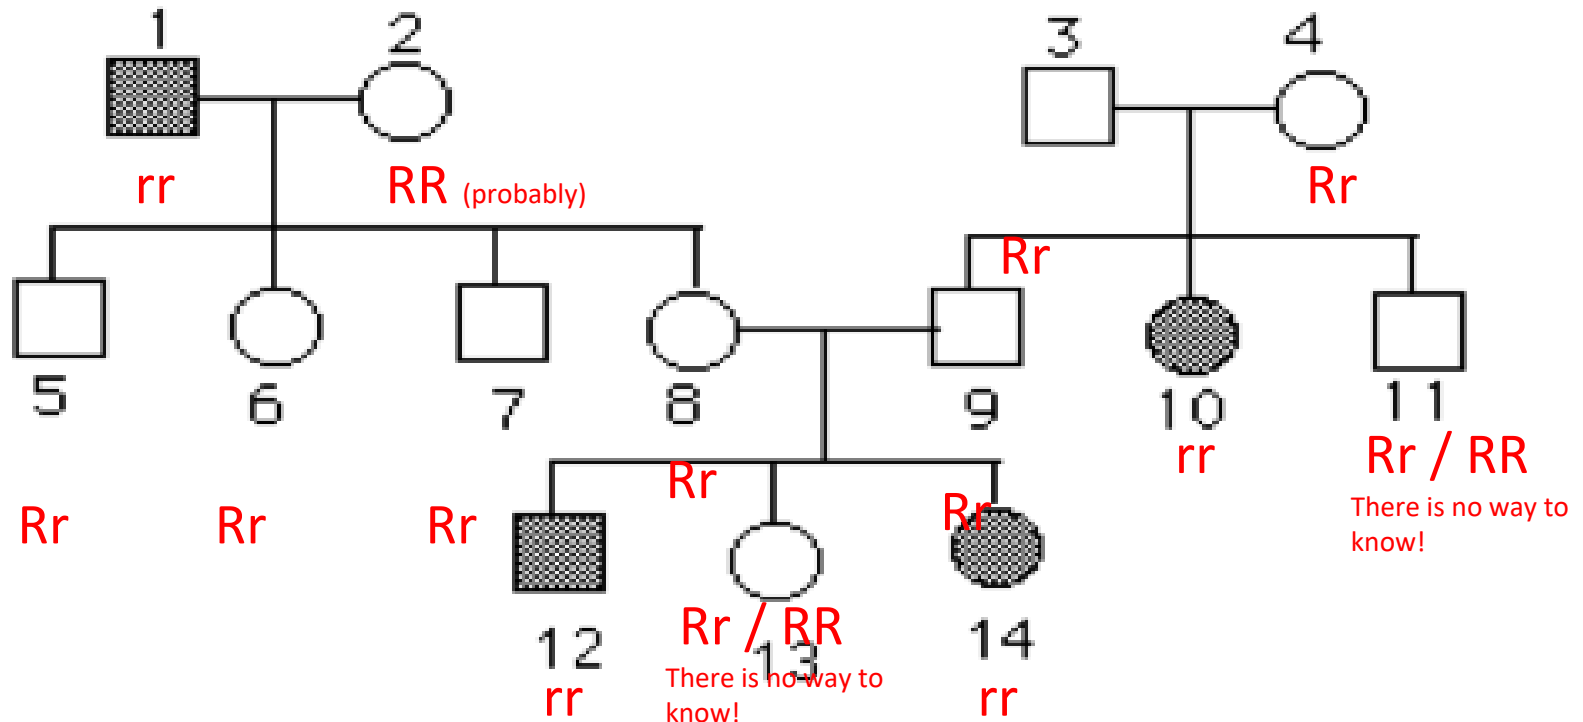 1 2 3 4
rr RR (probably) Rr
Rr
5 6 7 8 9 10 11
rr Rr / RR
There is no way to
know!
Rr Rr Rr Rr Rr
12 13 14
Rr / RR
There is no way to
know!
rr rr